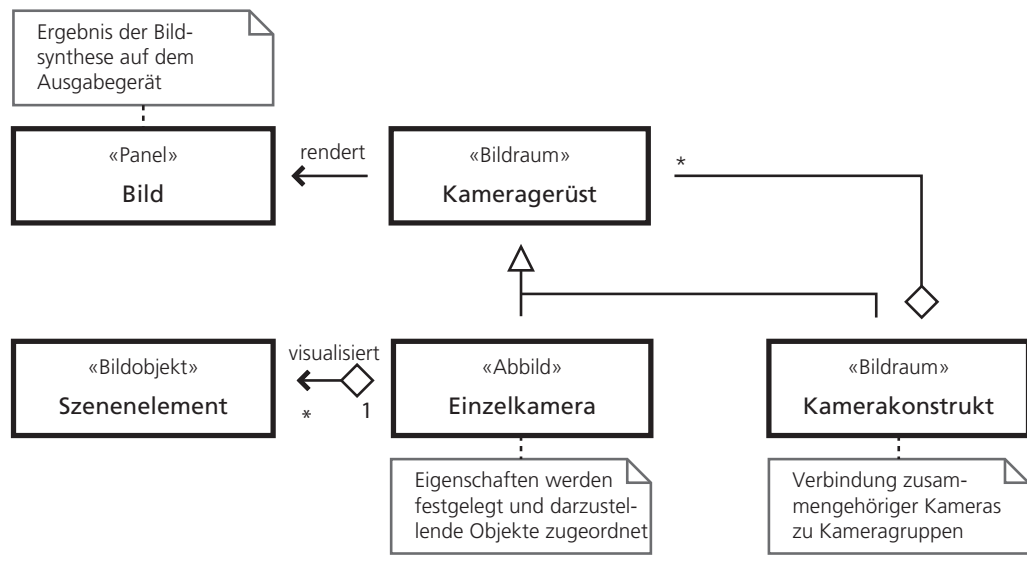 Ergebnis der Bild-
synthese auf dem
Ausgabegerät
«Panel»
Bild
rendert
«Bildraum»
Kameragerüst
*
«Bildobjekt»
Szenenelement
visualisiert
*
1
«Abbild»
Einzelkamera
«Bildraum»
Kamerakonstrukt
Eigenschaften werden
festgelegt und darzustel-
lende Objekte zugeordnet
Verbindung zusam-
mengehöriger Kameras
zu Kameragruppen